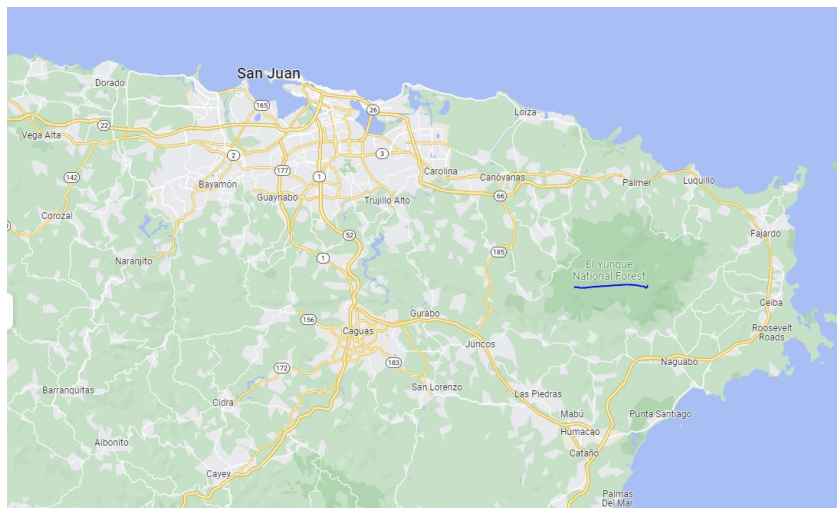 San Juan
Dorado
165
26
Loiza
22
Vega Alta
2
3
177
1
142
Bayamón
Carolina
Canóvanas
Palmer
Luquillo
Guaynabo
Trujillo Alto
66
Corozal
52
Fajardo
Naranjito
1
185
El Yunque
National Forest
Ceiba
156
Gurabo
Caguas
Roosevelt
Roads
Juncos
172
183
Naguabo
Barranquitas
San Lorenzo
Las Piedras
Cidra
Mabú
Punta Santiago
Humacao
Aibonito
Cataño
Cayey
Palmas
Del Mar